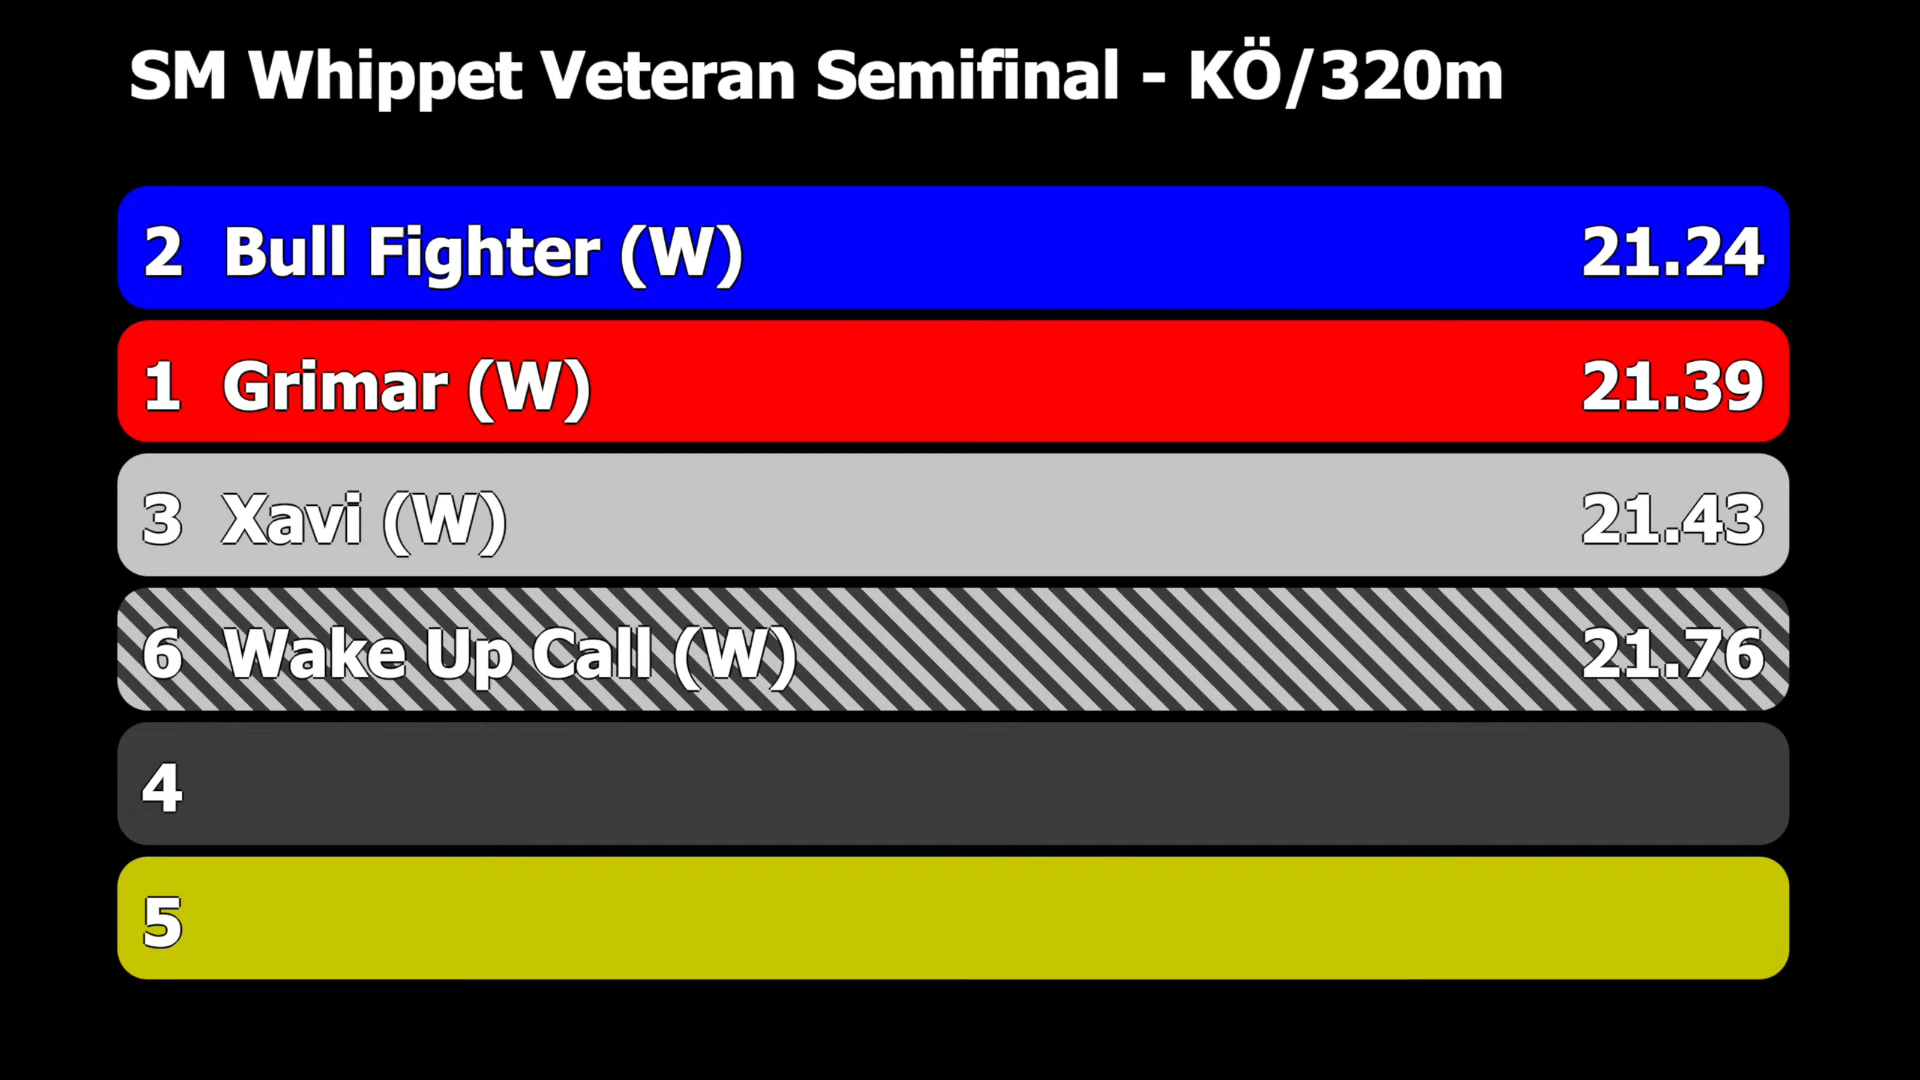 SM Whippet Veteran Semifinal - KÖ/320m
2 Bull Fighter (W) 21.24
1 Grimar (W) 21.39
3 Xavi (W) 21.43
6 Wake Up Call (W) 21.76
4
5